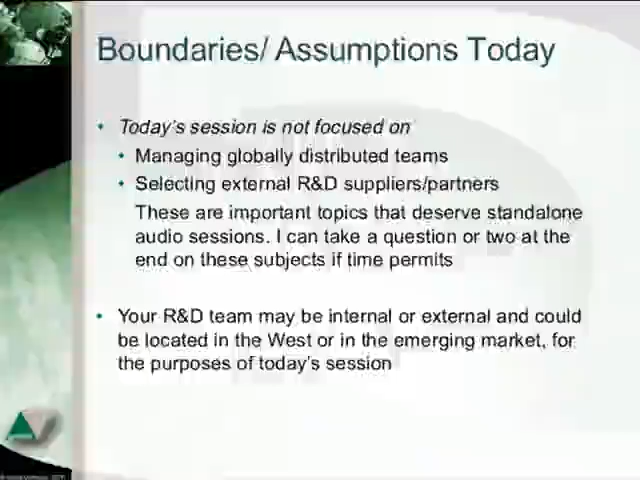 Boundaries/ Assumptions Today
• Today's session is not focused on
• Managing globally distributed teams
• Selecting external R&D suppliers/partners
These are important topics that deserve standalone
audio sessions. I can take a question or two at the
end on these subjects if time permits
• Your R&D team may be internal or external and could
be located in the West or in the emerging market, for
the purposes of today's session